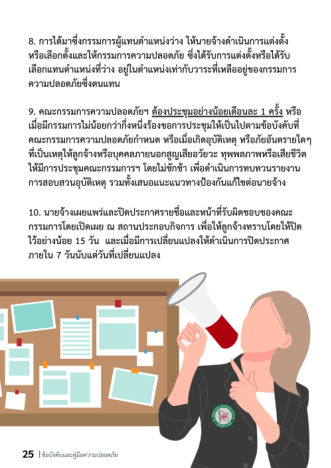 8. การได้มาซึ่งกรรมการผู้แทนตำแหน่งว่าง ให้นายจ้างดำเนินการแต่งตั้ง
หรือเลือกตั้งและให้กรรมการความปลอดภัย ซึ่งได้รับการแต่งตั้งหรือได้รับ
เลือกแทนตำแหน่งที่ว่าง อยู่ในตำแหน่งเท่ากับวาระที่เหลืออยู่ของกรรมการ
ความปลอดภัยซึ่งตนแทน
9. คณะกรรมการความปลอดภัยฯ ต้องประชุมอย่างน้อยเดือนละ 1 ครั้ง หรือ
เมื่อมีกรรมการไม่น้อยกว่ากึ่งหนึ่งร้องขอการประชุมให้เป็นไปตามข้อบังคับที่
คณะกรรมการความปลอดภัยกำหนด หรือเมื่อเกิดอุบัติเหตุ หรือภัยอันตรายใดๆ
ที่เป็นเหตุให้ลูกจ้างหรือบุคคลภายนอกสูญเสียอวัยวะ ทุพพลภาพหรือเสียชีวิต
ให้มีการประชุมคณะกรรมการฯ โดยไม่ชักช้า เพื่อดำเนินการทบทวนรายงาน
การสอบสวนอุบัติเหตุ รวมทั้งเสนอแนะแนวทางป้องกันแก้ไขต่อนายจ้าง
10. นายจ้างเผยแพร่และปิดประกาศรายชื่อและหน้าที่รับผิดชอบของคณะ
กรรมการโดยเปิดเผย ณ สถานประกอบกิจการ เพื่อให้ลูกจ้างทราบโดยให้ปิด
ไว้อย่างน้อย 15 วัน และเมื่อมีการเปลี่ยนแปลงให้ดำเนินการปิดประกาศ
ภายใน 7 วันนับแต่วันที่เปลี่ยนแปลง
25 | ข้อบังคับและคู่มือความปลอดภัย